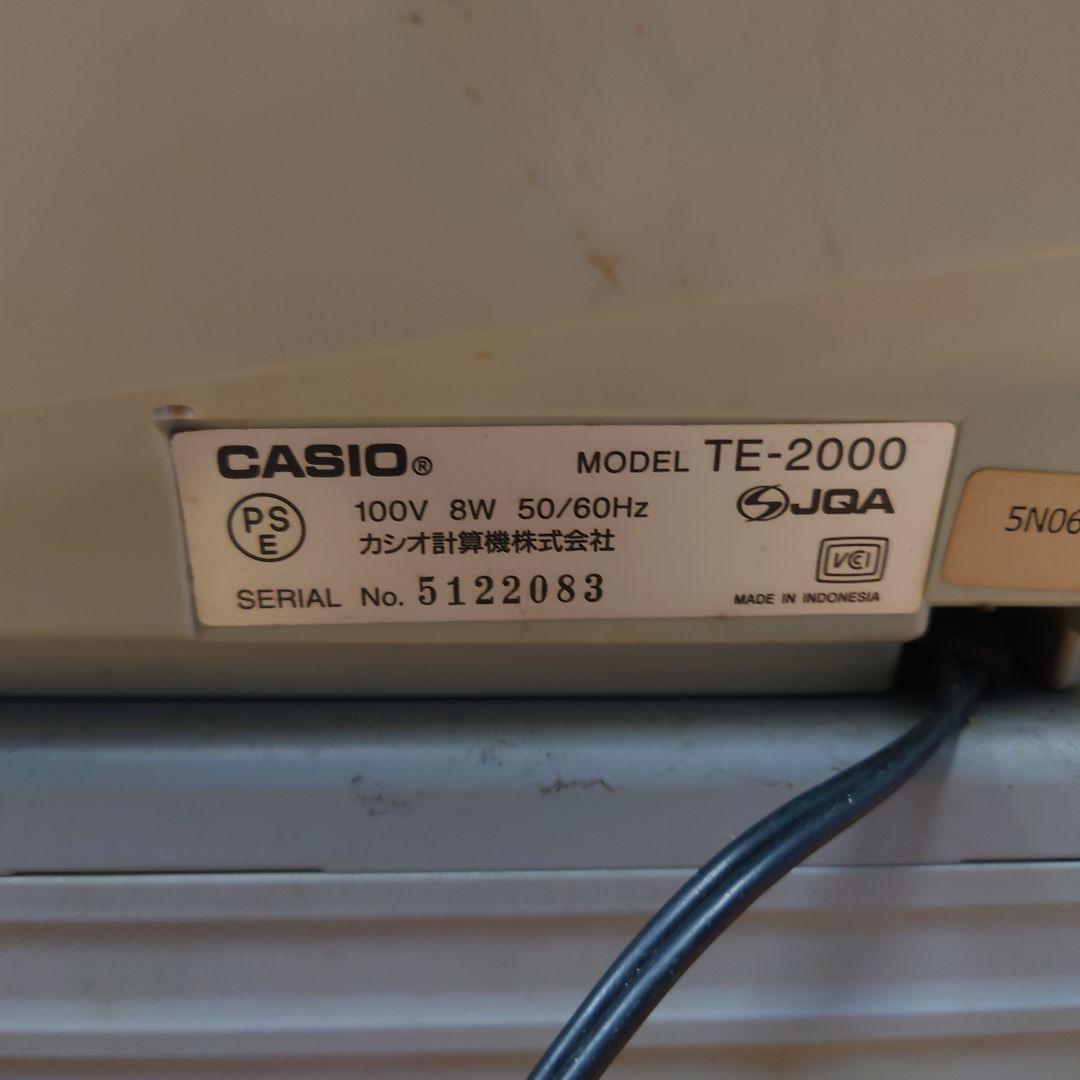 CASIO®
MODEL TE-2000
PSE
100V 8W 50/60Hz
JQA
カシオ計算機株式会社
VCI
SERIAL No. 5122083
MADE IN INDONESIA
5N06